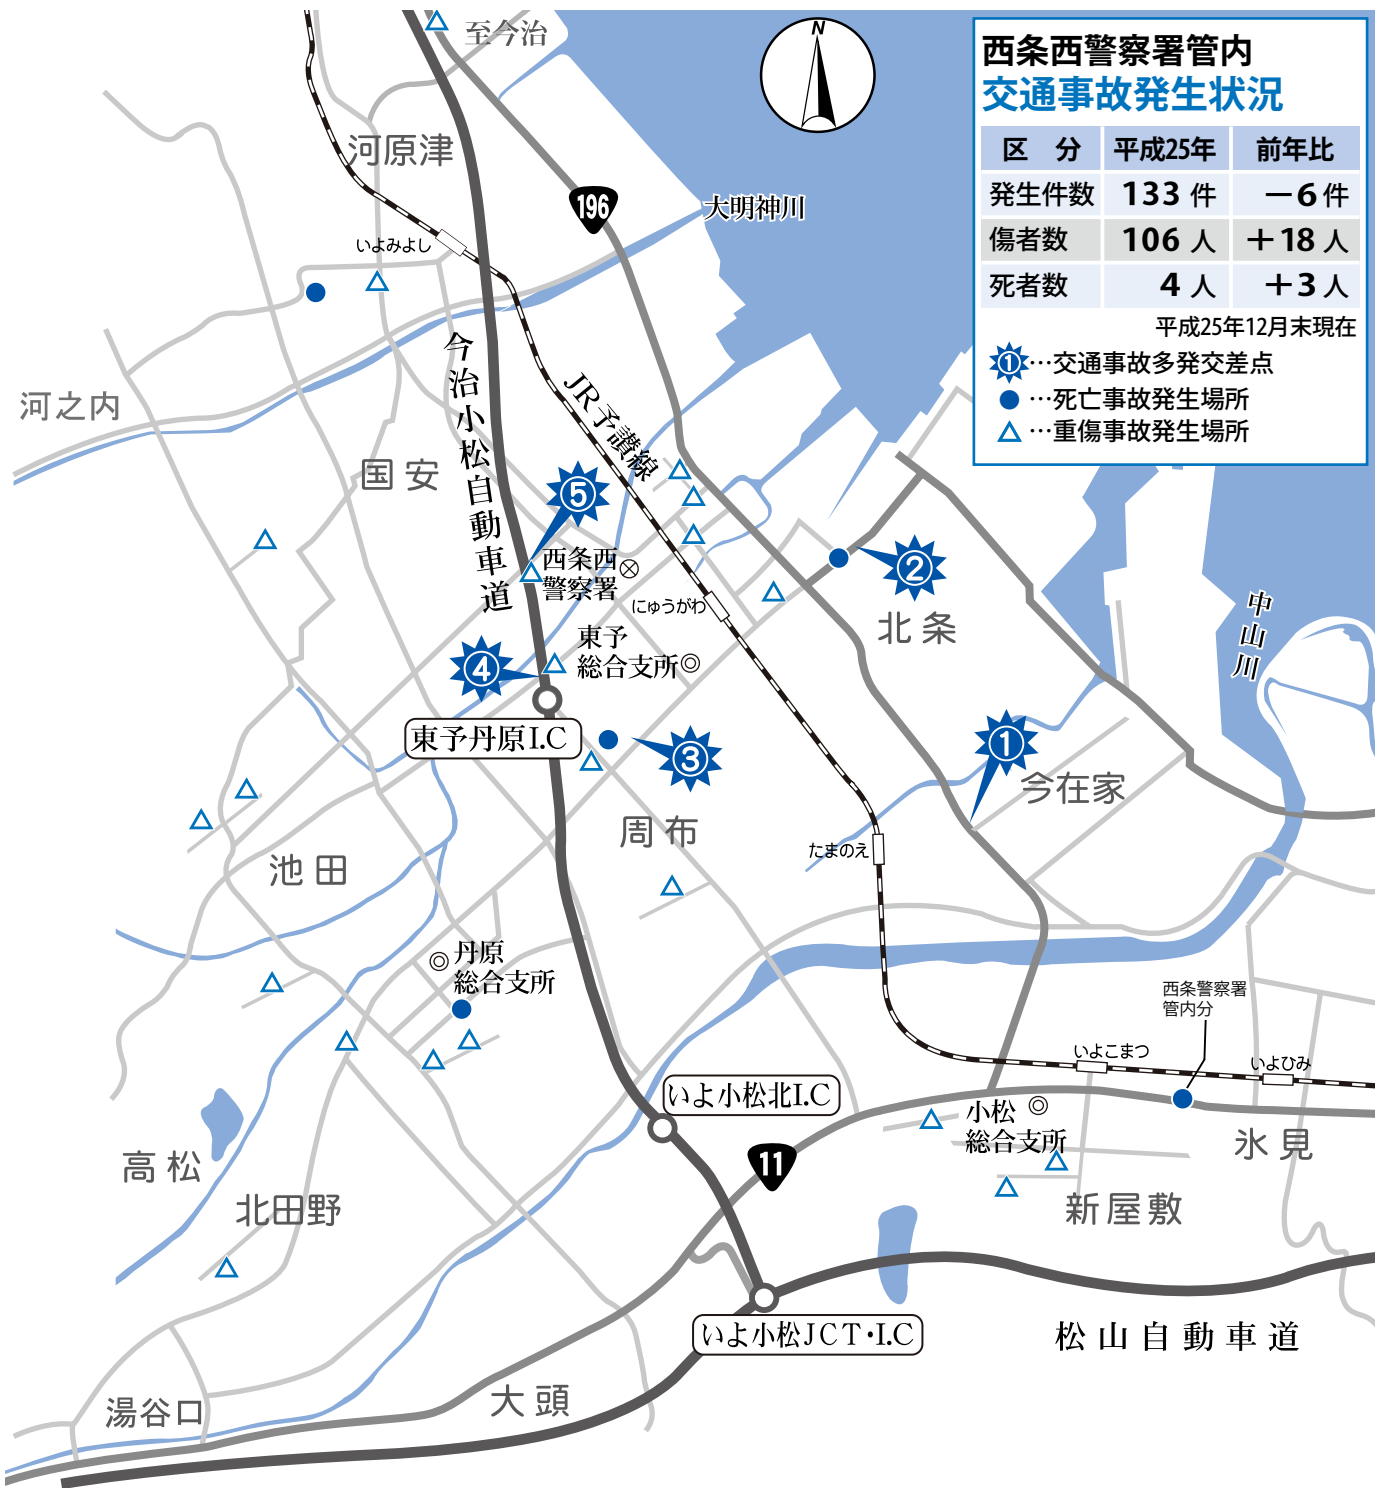 西条西警察署管内
交通事故発生状況
区 分 平成25年 前年比
発生件数 133 件 −6 件
傷者数 106 人 +18 人
死者数 4 人 +3 人
平成25年12月末現在
1…交通事故多発交差点
…死亡事故発生場所
…重傷事故発生場所
N
至今治
河原津
196
大明神川
いよみよし
今治小松自動車道
JR予讃線
河之内
国安
5
西条西
警察署
にゅうがわ
2
北条
中山川
東予
総合支所
4
東予丹原I.C
3
1
今在家
周布
たまのえ
池田
丹原
総合支所
西条警察署
管内分
いよこまつ
いよひみ
いよ小松北I.C
小松
総合支所
氷見
高松
11
北田野
新屋敷
いよ小松JCT・I.C
松山自動車道
大頭
湯谷口